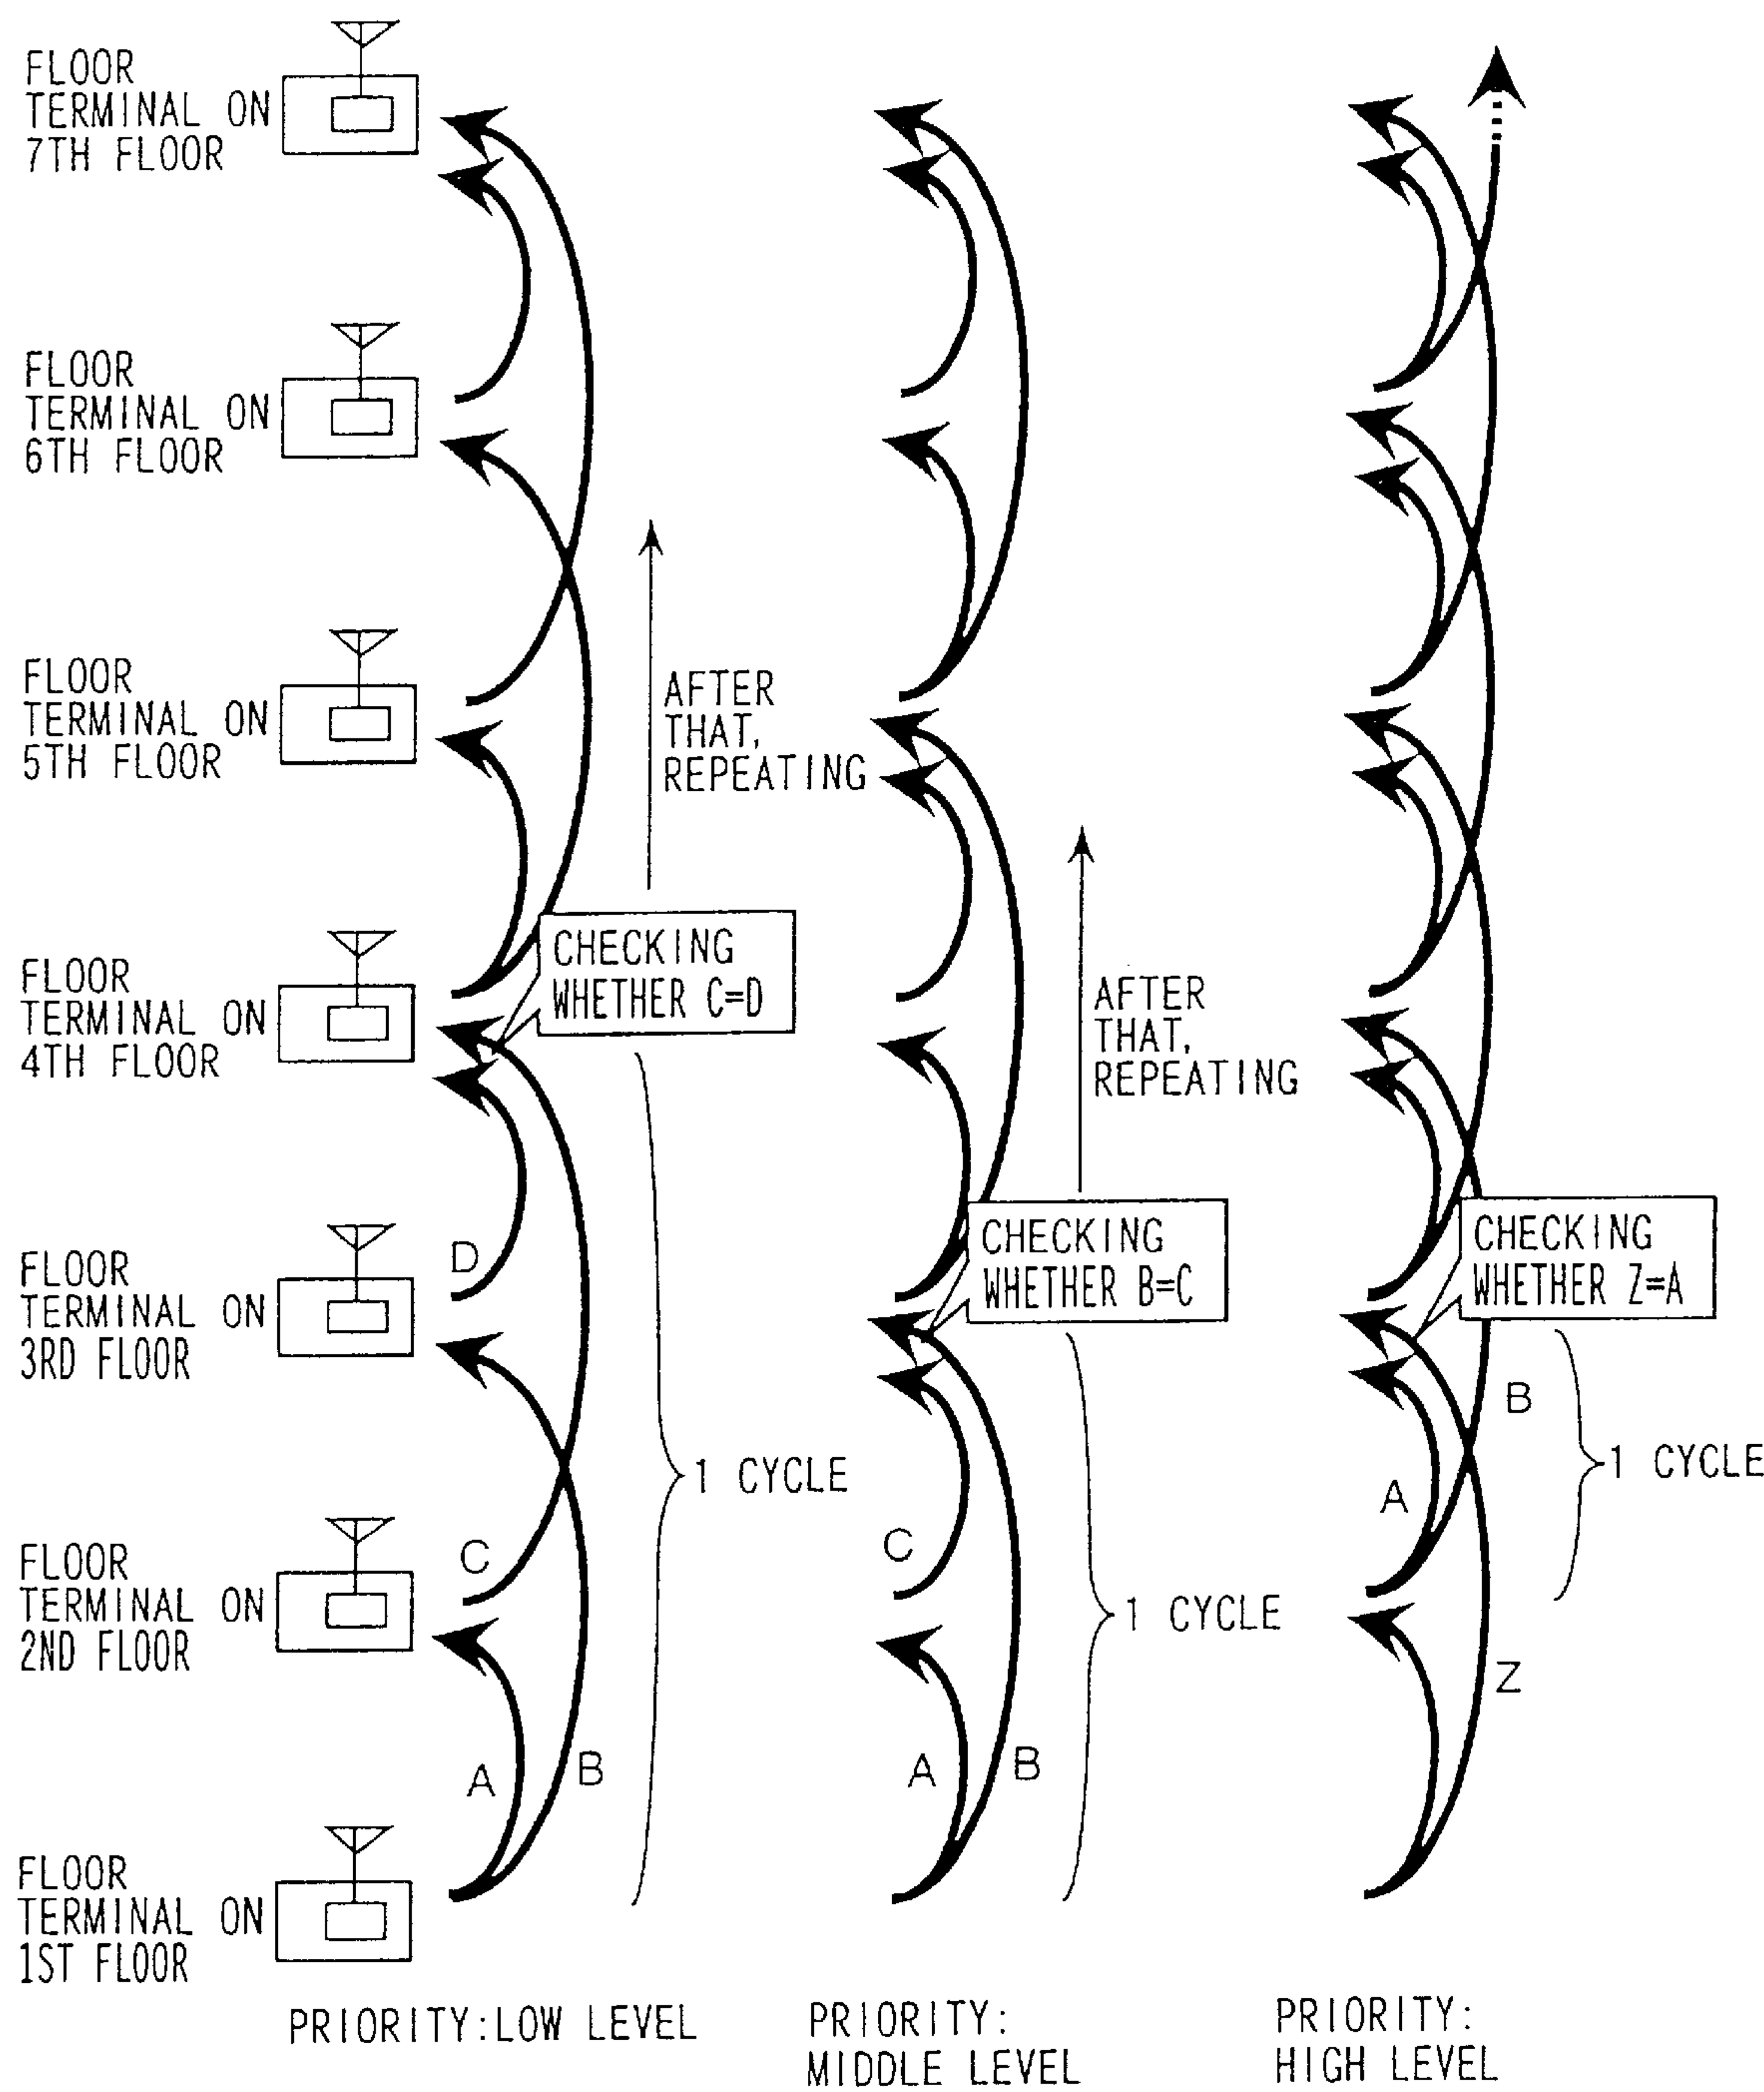 FLOOR
TERMINAL ON
7TH FLOOR
FLOOR
TERMINAL ON
6TH FLOOR
FLOOR
TERMINAL ON
5TH FLOOR
AFTER
THAT,
REPEATING
FLOOR
TERMINAL ON
4TH FLOOR
CHECKING
WHETHER C=D
AFTER
THAT,
REPEATING
FLOOR
TERMINAL ON
3RD FLOOR
D
CHECKING
WHETHER B=C
CHECKING
WHETHER Z=A
B
1 CYCLE
1 CYCLE
A
FLOOR
TERMINAL ON
2ND FLOOR
C
C
1 CYCLE
Z
A
B
A
B
FLOOR
TERMINAL ON
1ST FLOOR
PRIORITY:LOW LEVEL
PRIORITY:
MIDDLE LEVEL
PRIORITY:
HIGH LEVEL